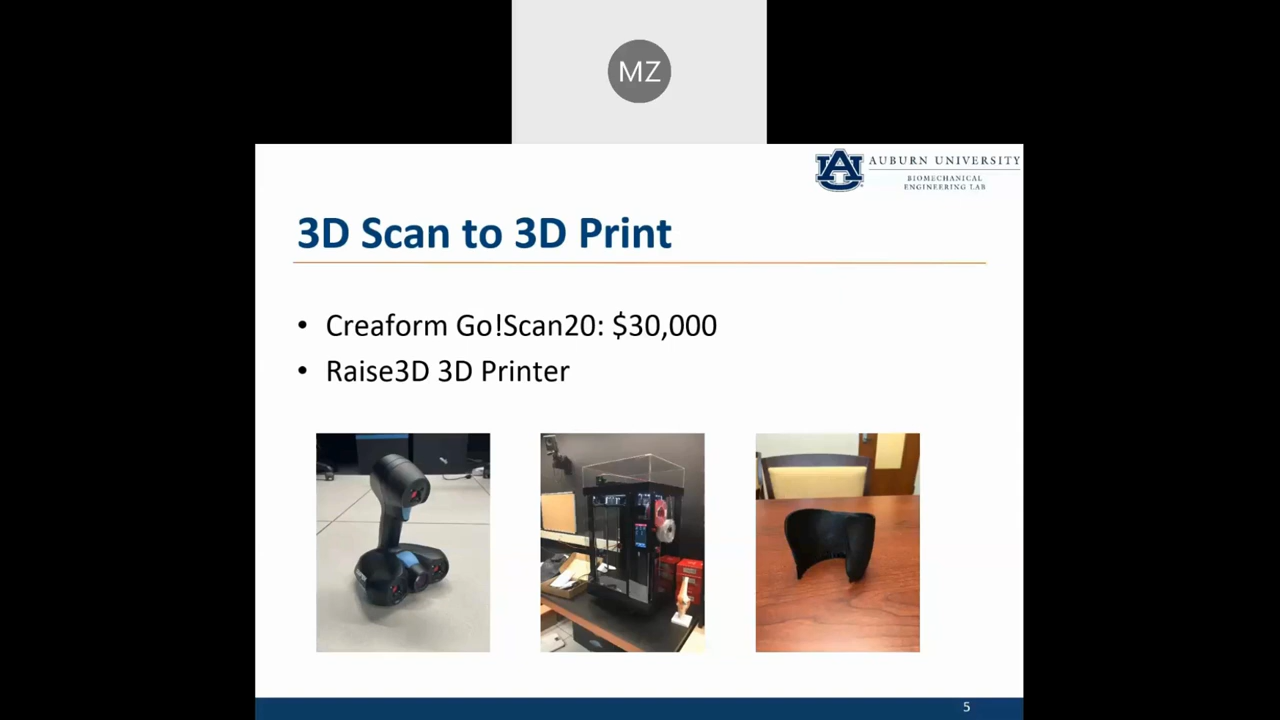 MZ
AUBURN UNIVERSITY
BIOMECHANICAL
ENGINEERING LAB
3D Scan to 3D Print
• Creaform Go!Scan20: $30,000
• Raise3D 3D Printer
5